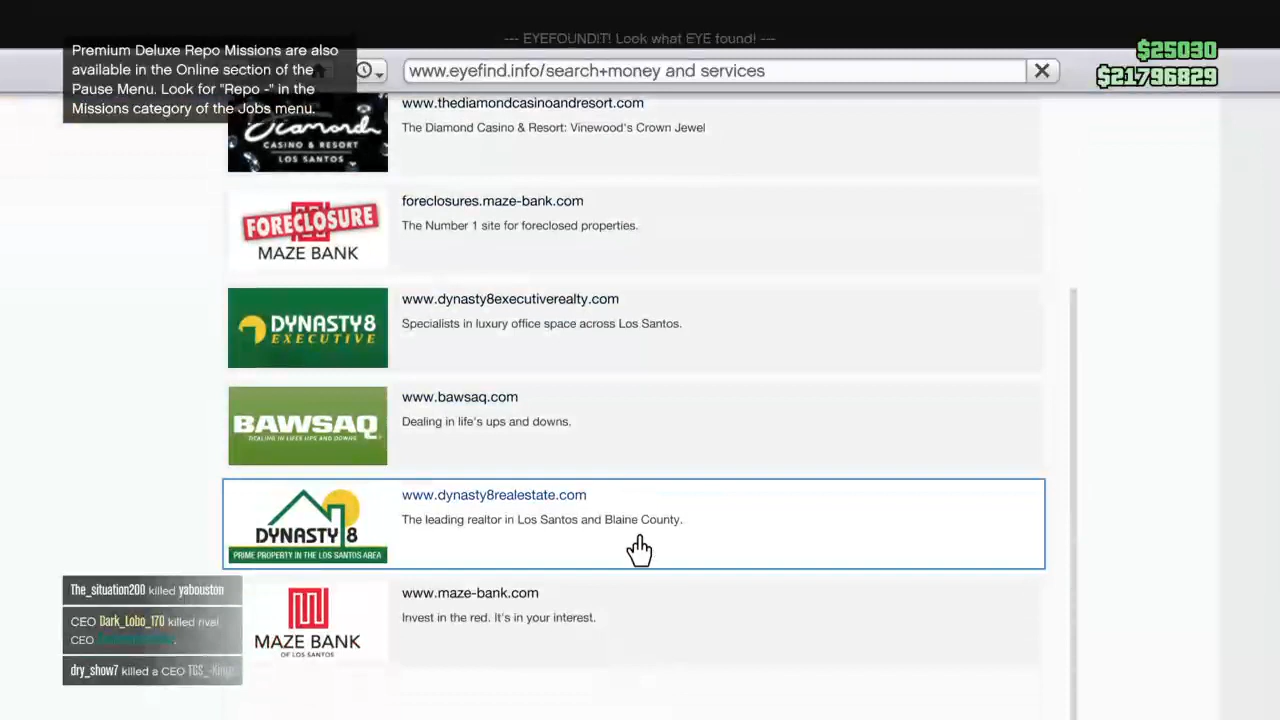 --- EYEFOUNDIT! Look what EYE found! ---
Premium Deluxe Repo Missions are also
available in the Online section of the
Pause Menu. Look for "Repo -" in the
Missions category of the Jobs menu.
$25030
$21796829
www.eyefind.info/search+money and services
Diamond
CASINO & RESORT
LOS SANTOS
www.thediamondcasinoandresort.com
The Diamond Casino & Resort: Vinewood's Crown Jewel
FORECLOSURE
MAZE BANK
foreclosures.maze-bank.com
The Number 1 site for foreclosed properties.
DYNASTY8
EXECUTIVE
www.dynasty8executiverealty.com
Specialists in luxury office space across Los Santos.
BAWSAQ
DEALING IN LIFE'S UPS AND DOWNS
www.bawsaq.com
Dealing in life's ups and downs.
DYNASTY 8
PRIME PROPERTY IN THE LOS SANTOS AREA
www.dynasty8realestate.com
The leading realtor in Los Santos and Blaine County.
MAZE BANK
OF LOS SANTOS
www.maze-bank.com
Invest in the red. It's in your interest.
The_situation200 killed yabouston
CEO Dark_Lobo_170 killed rival
CEO
dry_show7 killed a CEO